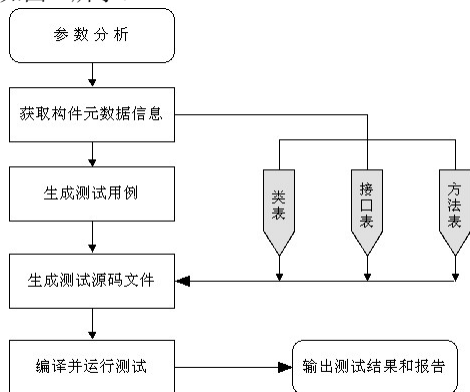 参数分析
获取构件元数据信息
生成测试用例
类表
接口表
方法表
生成测试源码文件
编译并运行测试
输出测试结果和报告